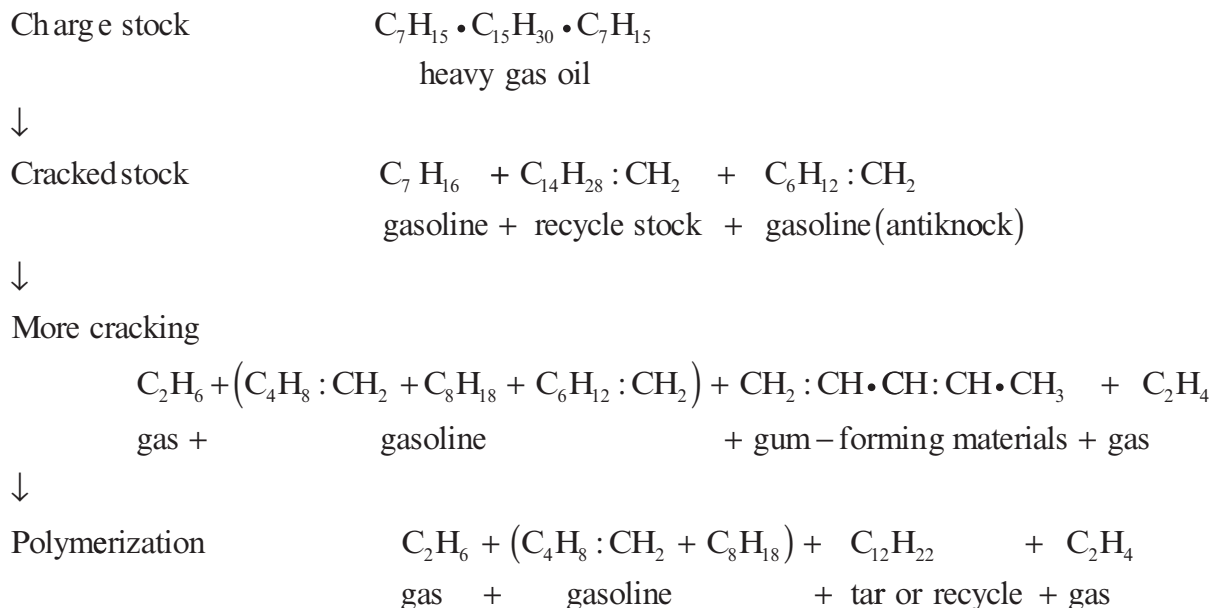 Charge stock C₇H₁₅•C₁₅H₃₀•C₇H₁₅
heavy gas oil
↓
Cracked stock C₇H₁₆ + C₁₄H₂₈ : CH₂ + C₆H₁₂ : CH₂
gasoline + recycle stock + gasoline(antiknock)
↓
More cracking
C₂H₆ + (C₄H₈ : CH₂ + C₈H₁₈ + C₆H₁₂ : CH₂) + CH₂ : CH•CH : CH•CH₃ + C₂H₄
gas + gasoline + gum–forming materials + gas
↓
Polymerization C₂H₆ + (C₄H₈ : CH₂ + C₈H₁₈) + C₁₂H₂₂ + C₂H₄
gas + gasoline + tar or recycle + gas